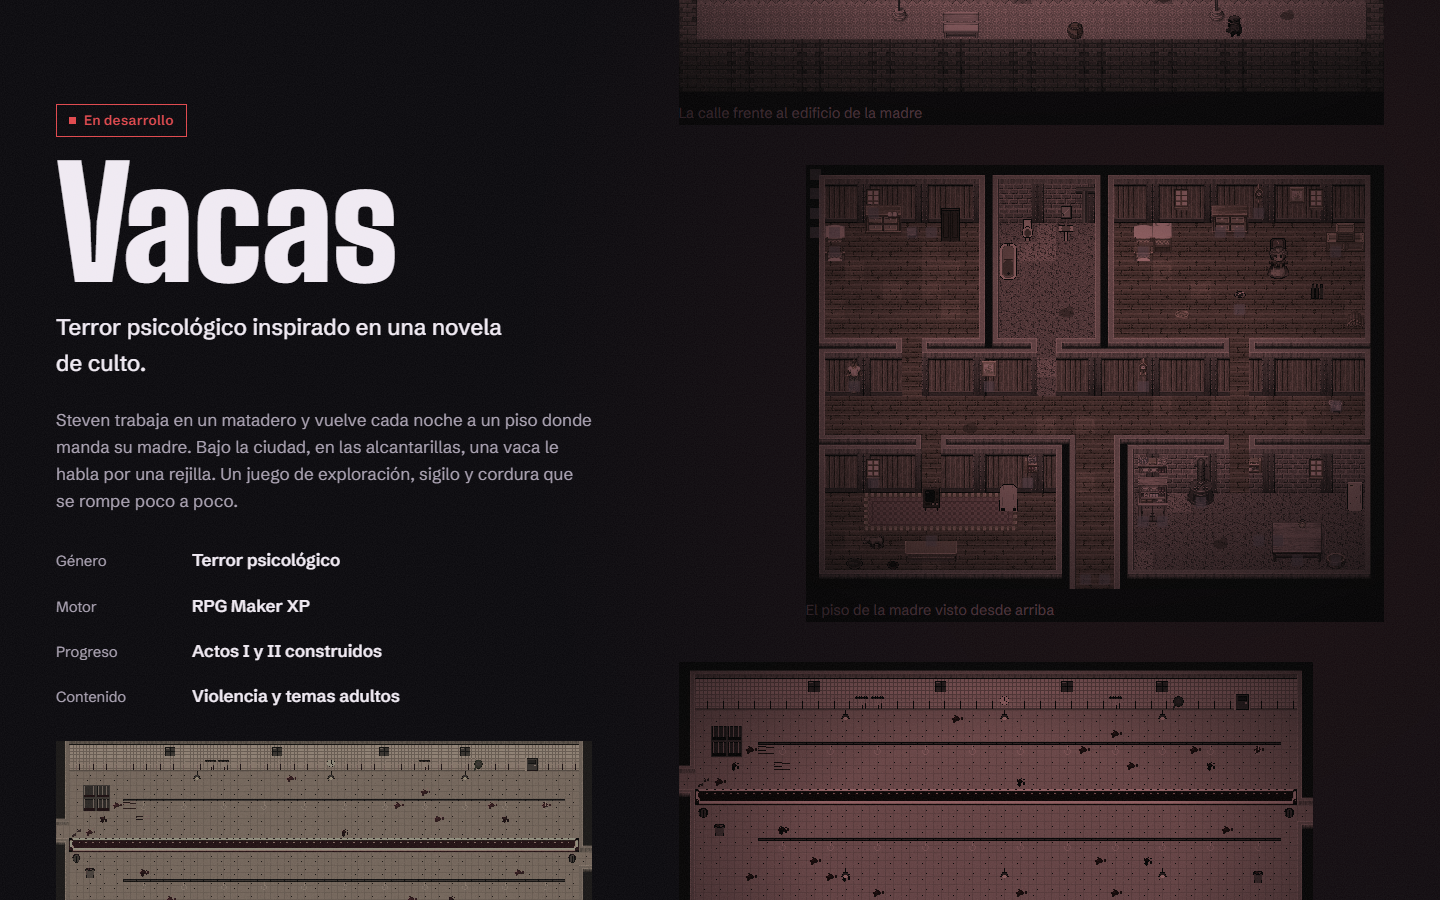 En desarrollo
Vacas
Terror psicológico inspirado en una novela
de culto.
Steven trabaja en un matadero y vuelve cada noche a un piso donde
manda su madre. Bajo la ciudad, en las alcantarillas, una vaca le
habla por una rejilla. Un juego de exploración, sigilo y cordura que
se rompe poco a poco.
Género Terror psicológico
Motor RPG Maker XP
Progreso Actos I y II construidos
Contenido Violencia y temas adultos
La calle frente al edificio de la madre
El piso de la madre visto desde arriba